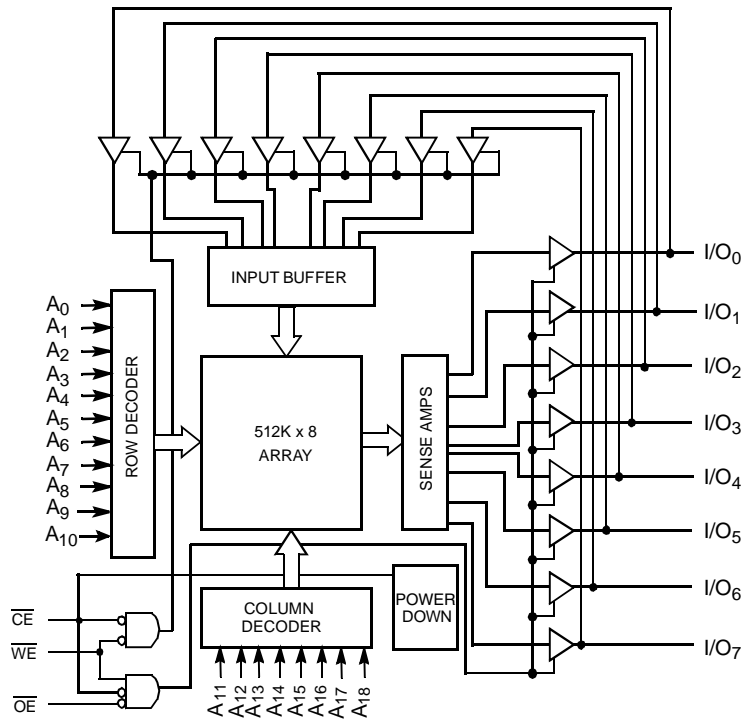 INPUT BUFFER
I/O0
I/O1
I/O2
I/O3
I/O4
I/O5
I/O6
I/O7
A0
A1
A2
A3
A4
A5
A6
A7
A8
A9
A10
ROW DECODER
512K x 8
ARRAY
SENSE AMPS
POWER
DOWN
COLUMN
DECODER
CE
WE
OE
A11
A12
A13
A14
A15
A16
A17
A18